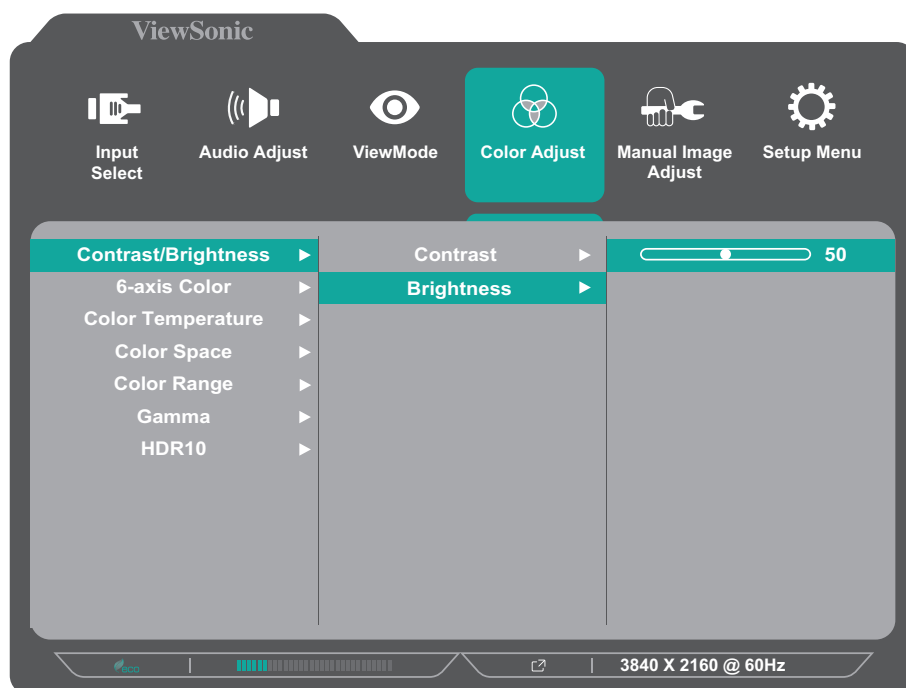 ViewSonic
Input Select
Audio Adjust
ViewMode
Color Adjust
Manual Image Adjust
Setup Menu
Contrast/Brightness
Contrast
50
6-axis Color
Brightness
Color Temperature
Color Space
Color Range
Gamma
HDR10
eco
3840 X 2160 @ 60Hz